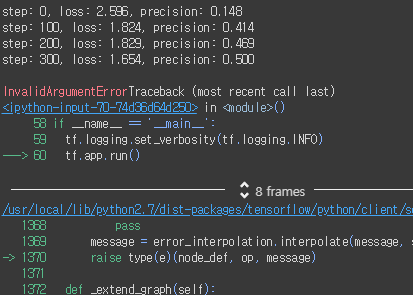 step: 0, loss: 2.596, precision: 0.148
step: 100, loss: 1.824, precision: 0.414
step: 200, loss: 1.829, precision: 0.469
step: 300, loss: 1.654, precision: 0.500
InvalidArgumentErrorTraceback (most recent call last)
<ipython-input-70-74d36d64d250> in <module>()
58 if __name__ == '__main__':
59 tf.logging.set_verbosity(tf.logging.INFO)
---> 60 tf.app.run()
8 frames
/usr/local/lib/python2.7/dist-packages/tensorflow/python/client/
1368 pass
1369 message = error_interpolation.interpolate(message,
-> 1370 raise type(e)(node_def, op, message)
1371
1372 def _extend_graph(self):